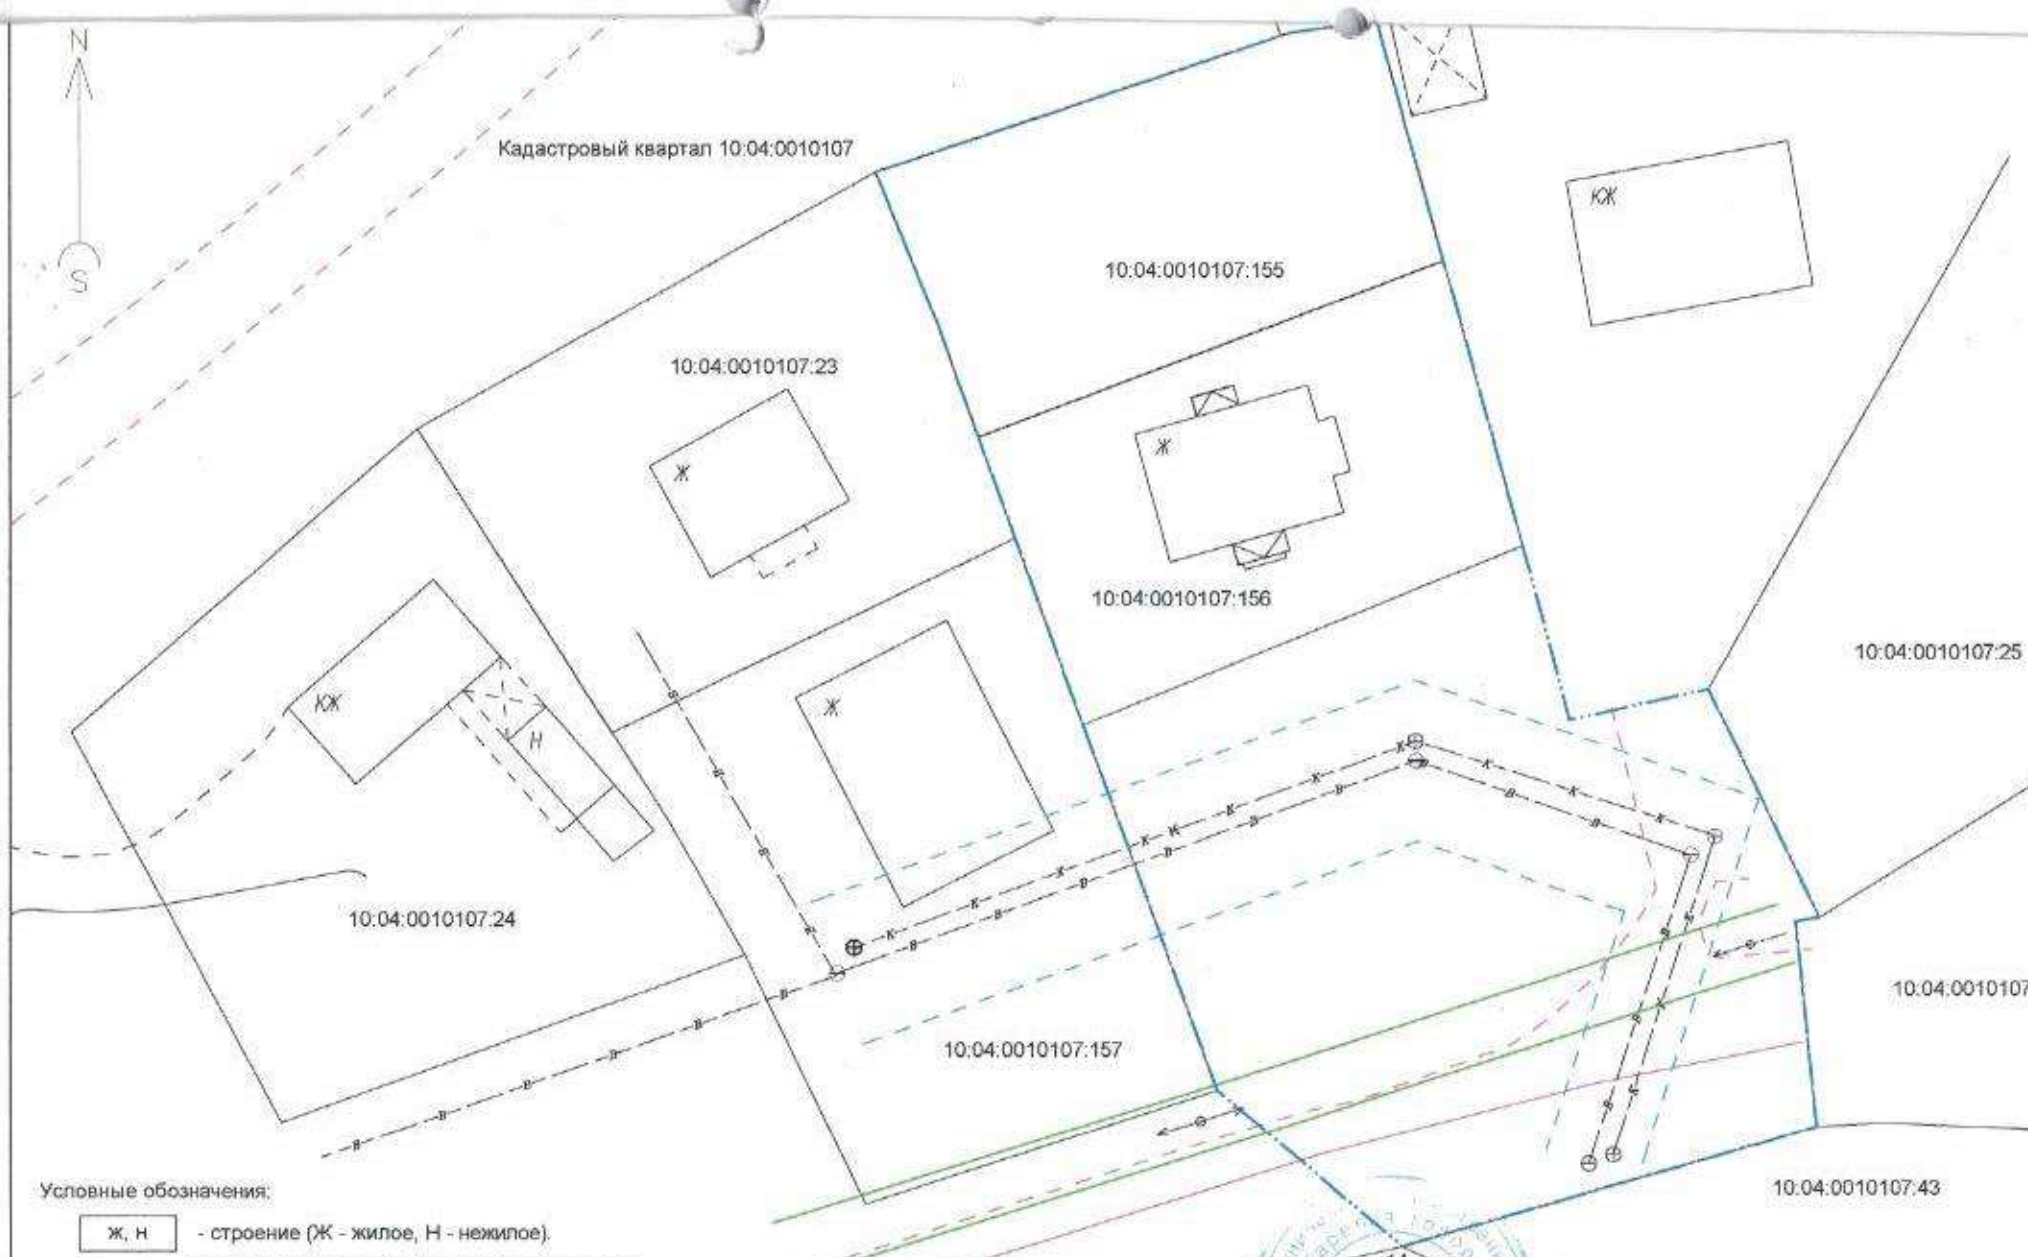 N
S
Кадастровый квартал 10:04:0010107
КЖ
10:04:0010107:155
10:04:0010107:23
Ж
Ж
10:04:0010107:156
10:04:0010107:25
КЖ
Н
Ж
10:04:0010107:24
10:04:0010107
10:04:0010107:157
10:04:0010107:43
Условные обозначения:
Ж, Н - строение (Ж - жилое, Н - нежилое).